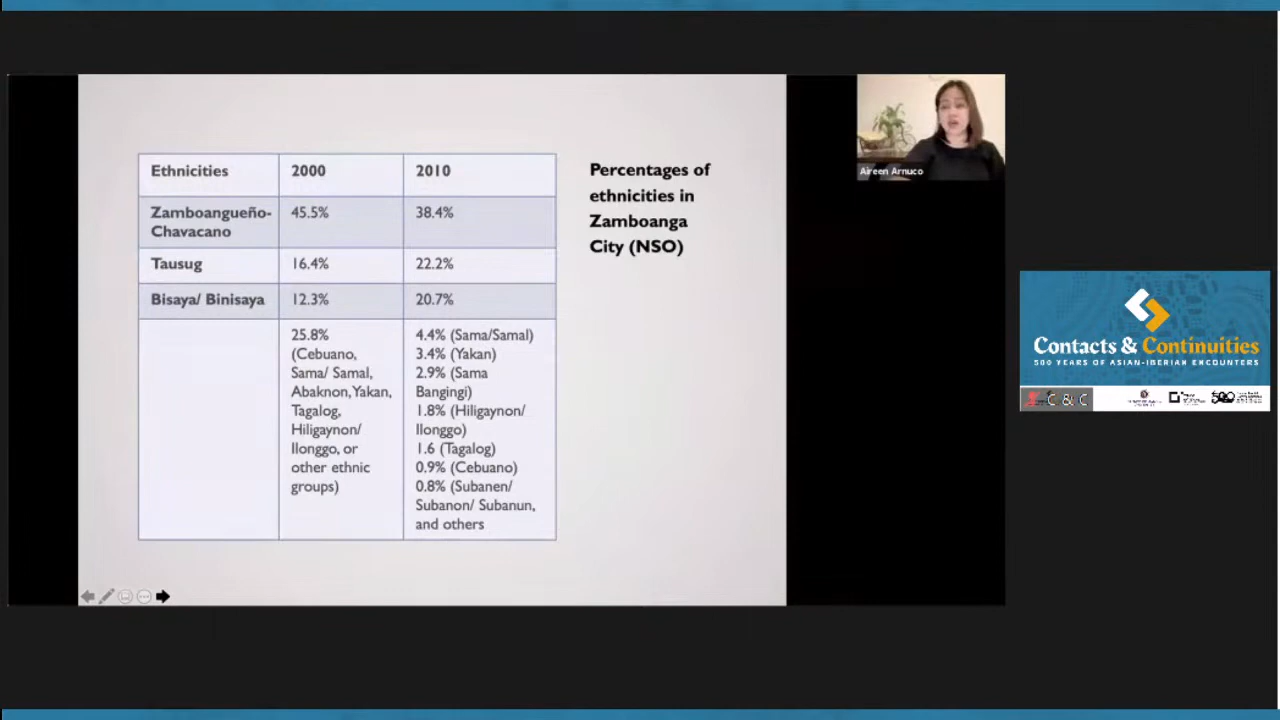 Ethnicities 2000 2010
Zamboangueño- 45.5% 38.4%
Chavacano
Tausug 16.4% 22.2%
Bisaya/ Binisaya 12.3% 20.7%
25.8%
(Cebuano,
Sama/ Samal,
Abaknon,Yakan,
Tagalog,
Hiligaynon/
Ilonggo, or
other ethnic
groups)
4.4% (Sama/Samal)
3.4% (Yakan)
2.9% (Sama
Bangingi)
1.8% (Hiligaynon/
Ilonggo)
1.6 (Tagalog)
0.9% (Cebuano)
0.8% (Subanen/
Subanon/ Subanun,
and others
Percentages of
ethnicities in
Zamboanga
City (NSO)
Aireen Arnuco
Contacts & Continuities
500 YEARS OF ASIAN-IBERIAN ENCOUNTERS
C & C